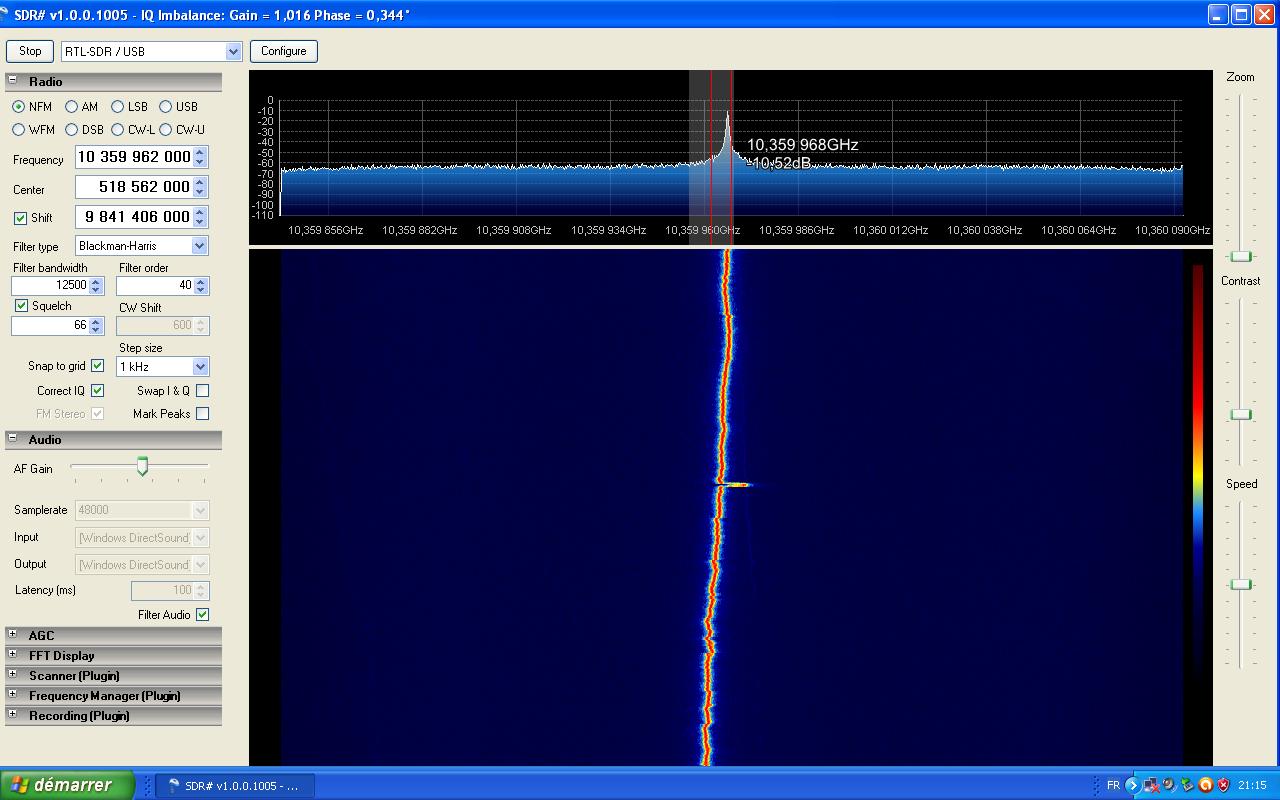 SDR# v1.0.0.1005 - IQ Imbalance: Gain = 1,016 Phase = 0,344°
Stop RTL-SDR / USB Configure
Radio
NFM AM LSB USB
WFM DSB CW-L CW-U
Frequency 10 359 962 000
Center 518 562 000
Shift 9 841 406 000
Filter type Blackman-Harris
Filter bandwidth Filter order
12500 40
Squelch CW Shift
66 600
Step size
Snap to grid 1 kHz
Correct IQ Swap I & Q
FM Stereo Mark Peaks
Audio
AF Gain
Samplerate 48000
Input [Windows DirectSound]
Output [Windows DirectSound]
Latency (ms) 100
Filter Audio
AGC
FFT Display
Scanner (Plugin)
Frequency Manager (Plugin)
Recording (Plugin)
0
-10
-20
-30
-40
-50
-60
-70
-80
-90
-100
-110
10,359 968GHz
-10,52dB
10,359 856GHz 10,359 882GHz 10,359 908GHz 10,359 934GHz 10,359 960GHz 10,359 986GHz 10,360 012GHz 10,360 038GHz 10,360 064GHz 10,360 090GHz
Zoom
Contrast
Speed
démarrer SDR# v1.0.0.1005 - ... FR 21:15